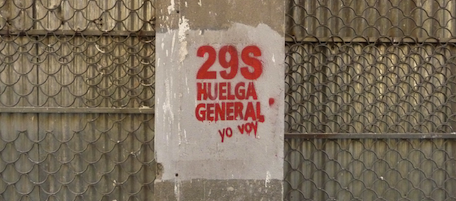 29S
HUELGA
GENERAL
yo voy